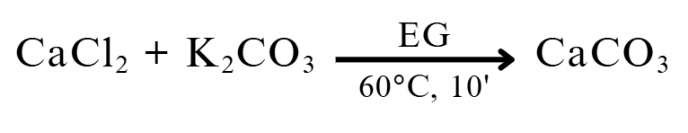 EG
CaCl₂ + K₂CO₃ ⟶ CaCO₃
60°C, 10'